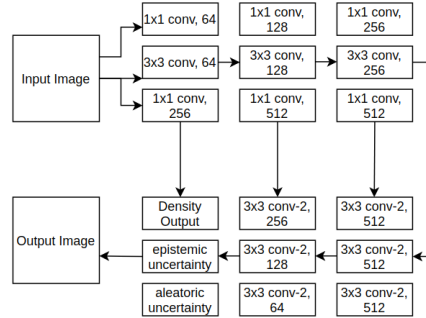 Input Image
1x1 conv, 64
3x3 conv, 64
1x1 conv,
256
1x1 conv,
128
3x3 conv,
128
1x1 conv,
512
1x1 conv,
256
3x3 conv,
256
1x1 conv,
512
Output Image
Density
Output
epistemic
uncertainty
aleatoric
uncertainty
3x3 conv-2,
256
3x3 conv-2,
128
3x3 conv-2,
64
3x3 conv-2,
512
3x3 conv-2,
512
3x3 conv-2,
512